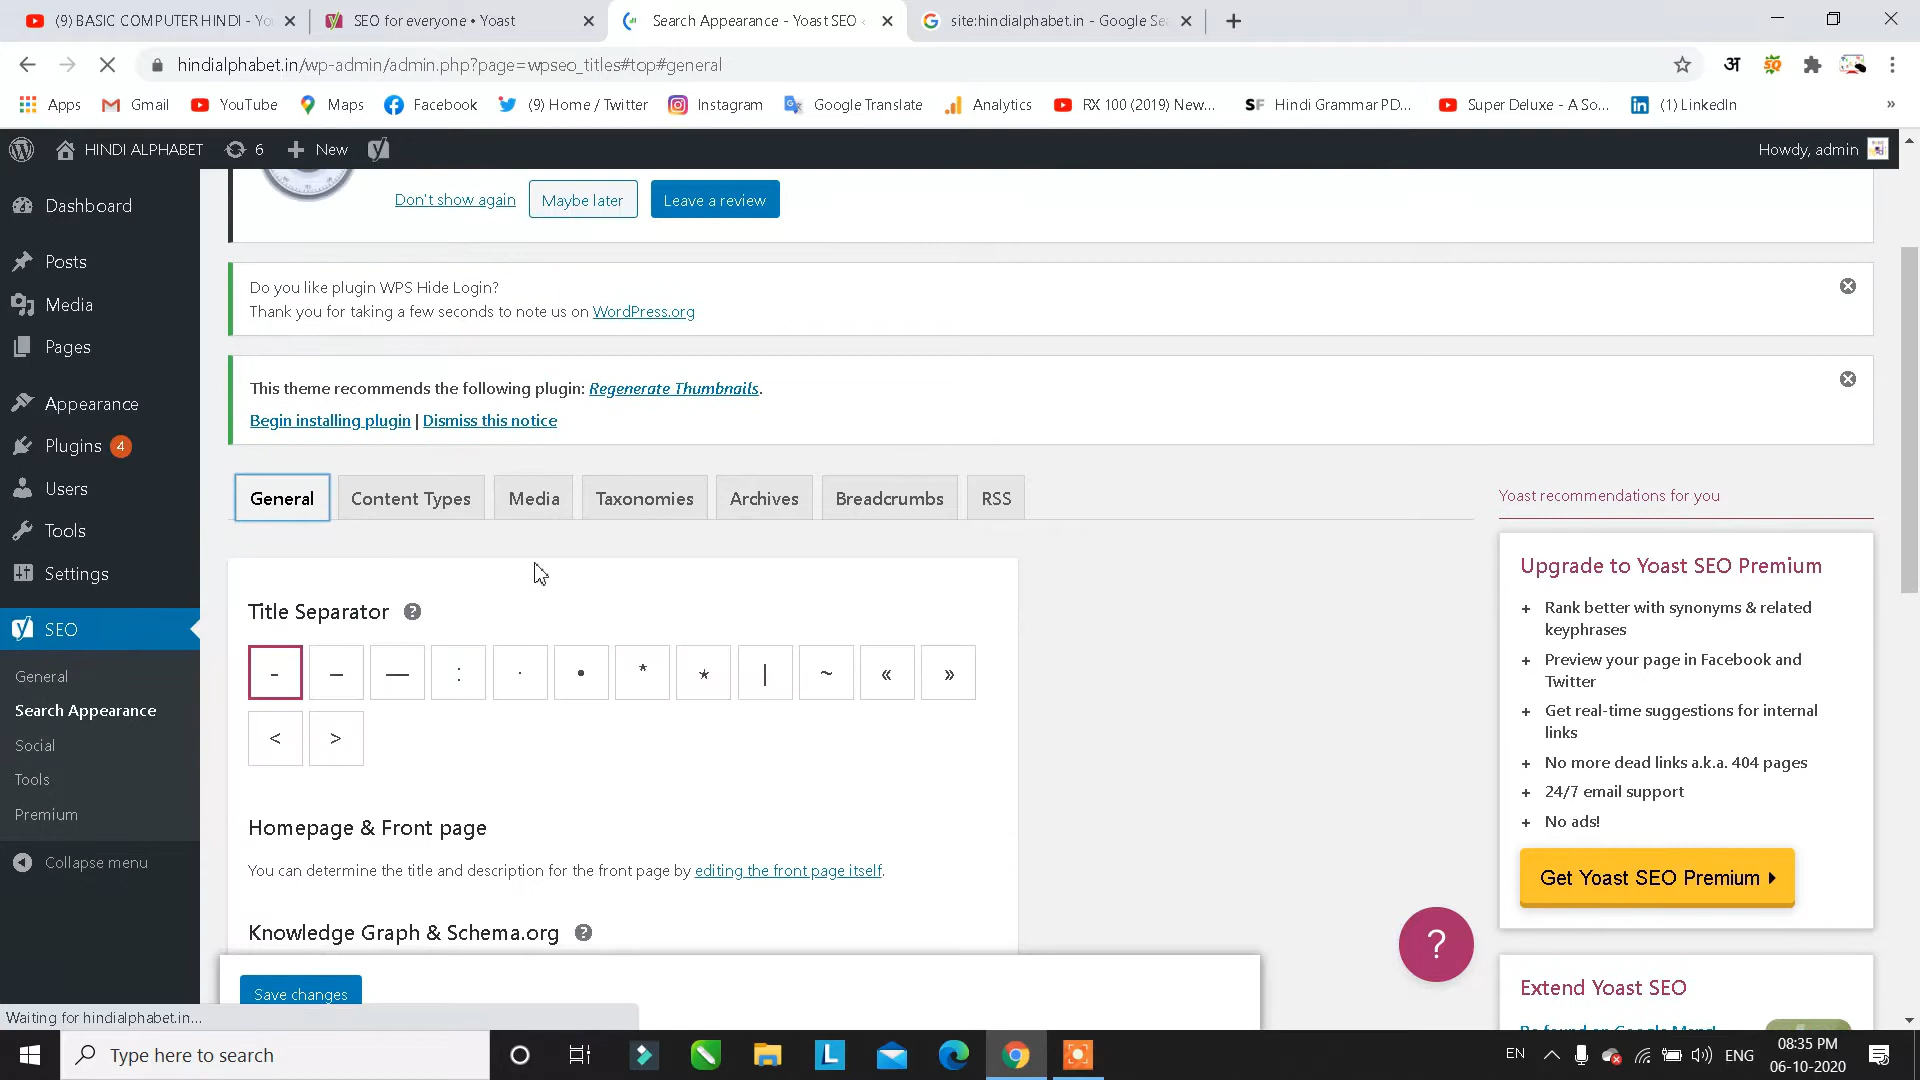 (9) BASIC COMPUTER HINDI - Yo
SEO for everyone • Yoast
Search Appearance - Yoast SEO
site:hindialphabet.in - Google Se
hindialphabet.in/wp-admin/admin.php?page=wpseo_titles#top#general
अ
SQ
Apps
Gmail
YouTube
Maps
Facebook
(9) Home / Twitter
Instagram
Google Translate
Analytics
RX 100 (2019) New...
SF Hindi Grammar PD...
Super Deluxe - A So...
(1) LinkedIn
»
HINDI ALPHABET
6
New
Howdy, admin
Don't show again
Maybe later
Leave a review
Dashboard
Posts
Media
Pages
Appearance
Plugins 4
Users
Tools
Settings
SEO
General
Search Appearance
Social
Tools
Premium
Collapse menu
Do you like plugin WPS Hide Login?
Thank you for taking a few seconds to note us on WordPress.org
This theme recommends the following plugin: Regenerate Thumbnails.
Begin installing plugin | Dismiss this notice
General
Content Types
Media
Taxonomies
Archives
Breadcrumbs
RSS
Title Separator ?
- – — : · • * ⋆ | ~ « »
< >
Homepage & Front page
You can determine the title and description for the front page by editing the front page itself.
Knowledge Graph & Schema.org ?
Save changes
Yoast recommendations for you
Upgrade to Yoast SEO Premium
+ Rank better with synonyms & related
keyphrases
+ Preview your page in Facebook and
Twitter
+ Get real-time suggestions for internal
links
+ No more dead links a.k.a. 404 pages
+ 24/7 email support
+ No ads!
Get Yoast SEO Premium
?
Extend Yoast SEO
Be found on Google Maps!
Waiting for hindialphabet.in...
Type here to search
L
EN
ENG
08:35 PM
06-10-2020